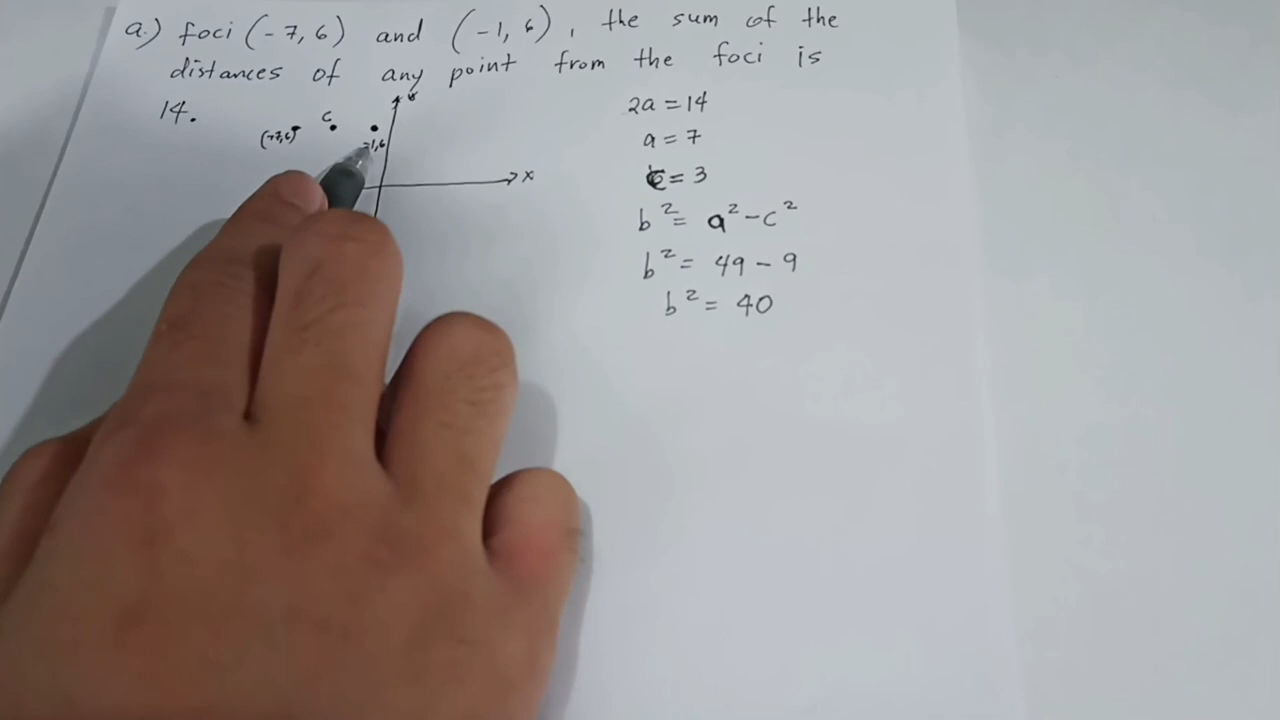 a.) foci (-7, 6) and (-1, 6), the sum of the
distances of any point from the foci is
14.
2a = 14
a = 7
c = 3
b² = a² - c²
b² = 49 - 9
b² = 40
C
(-7,6)
-1,6
y
x